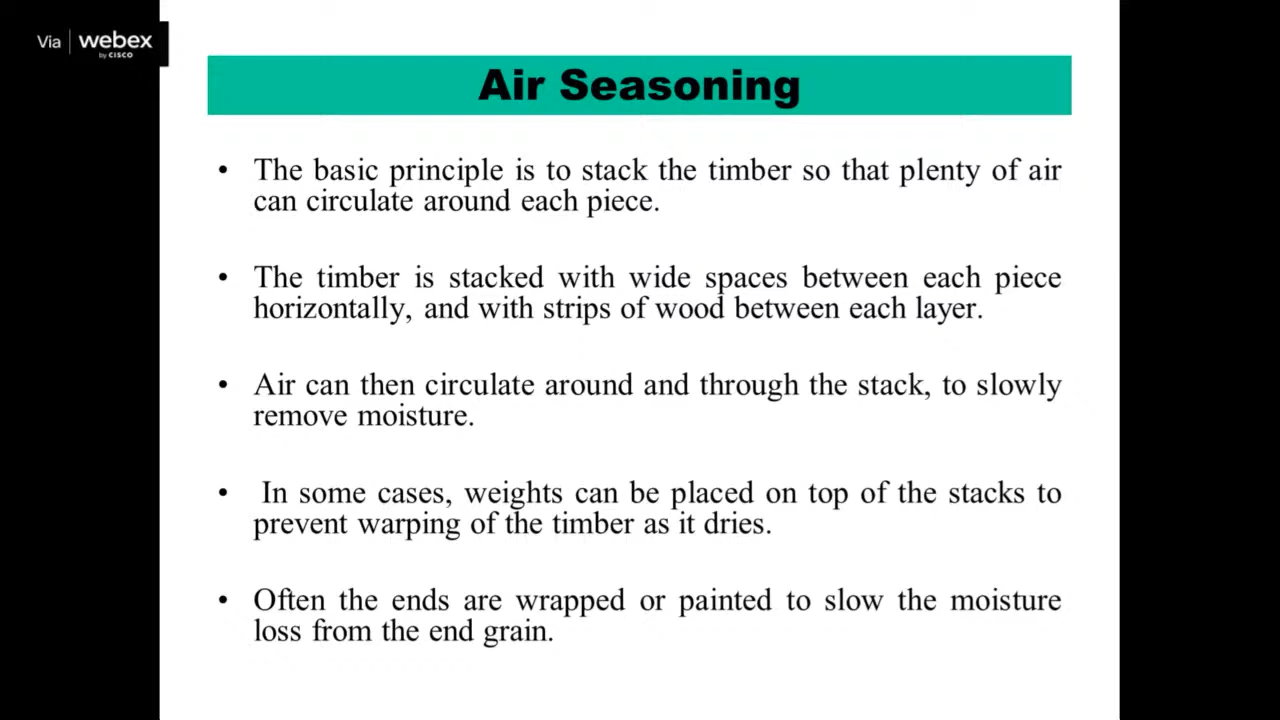 Via webex
by CISCO
Air Seasoning
• The basic principle is to stack the timber so that plenty of air
can circulate around each piece.
• The timber is stacked with wide spaces between each piece
horizontally, and with strips of wood between each layer.
• Air can then circulate around and through the stack, to slowly
remove moisture.
• In some cases, weights can be placed on top of the stacks to
prevent warping of the timber as it dries.
• Often the ends are wrapped or painted to slow the moisture
loss from the end grain.